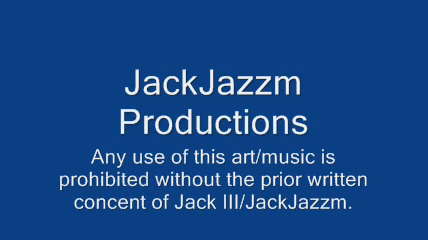 JackJazzm
Productions
Any use of this art/music is
prohibited without the prior written
concent of Jack III/JackJazzm.